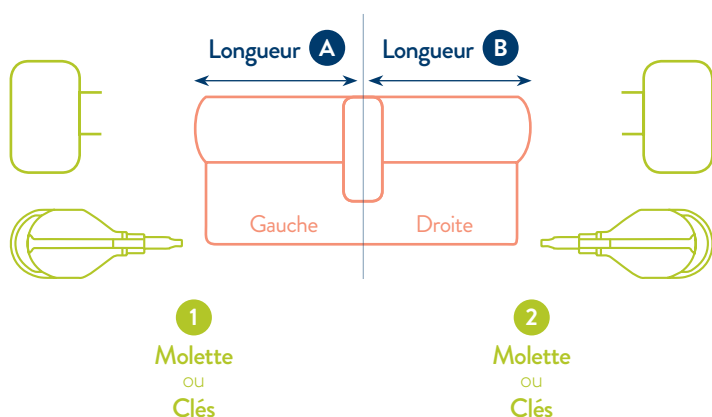 Longueur A
Longueur B
Gauche
Droite
1
Molette
ou
Clés
2
Molette
ou
Clés